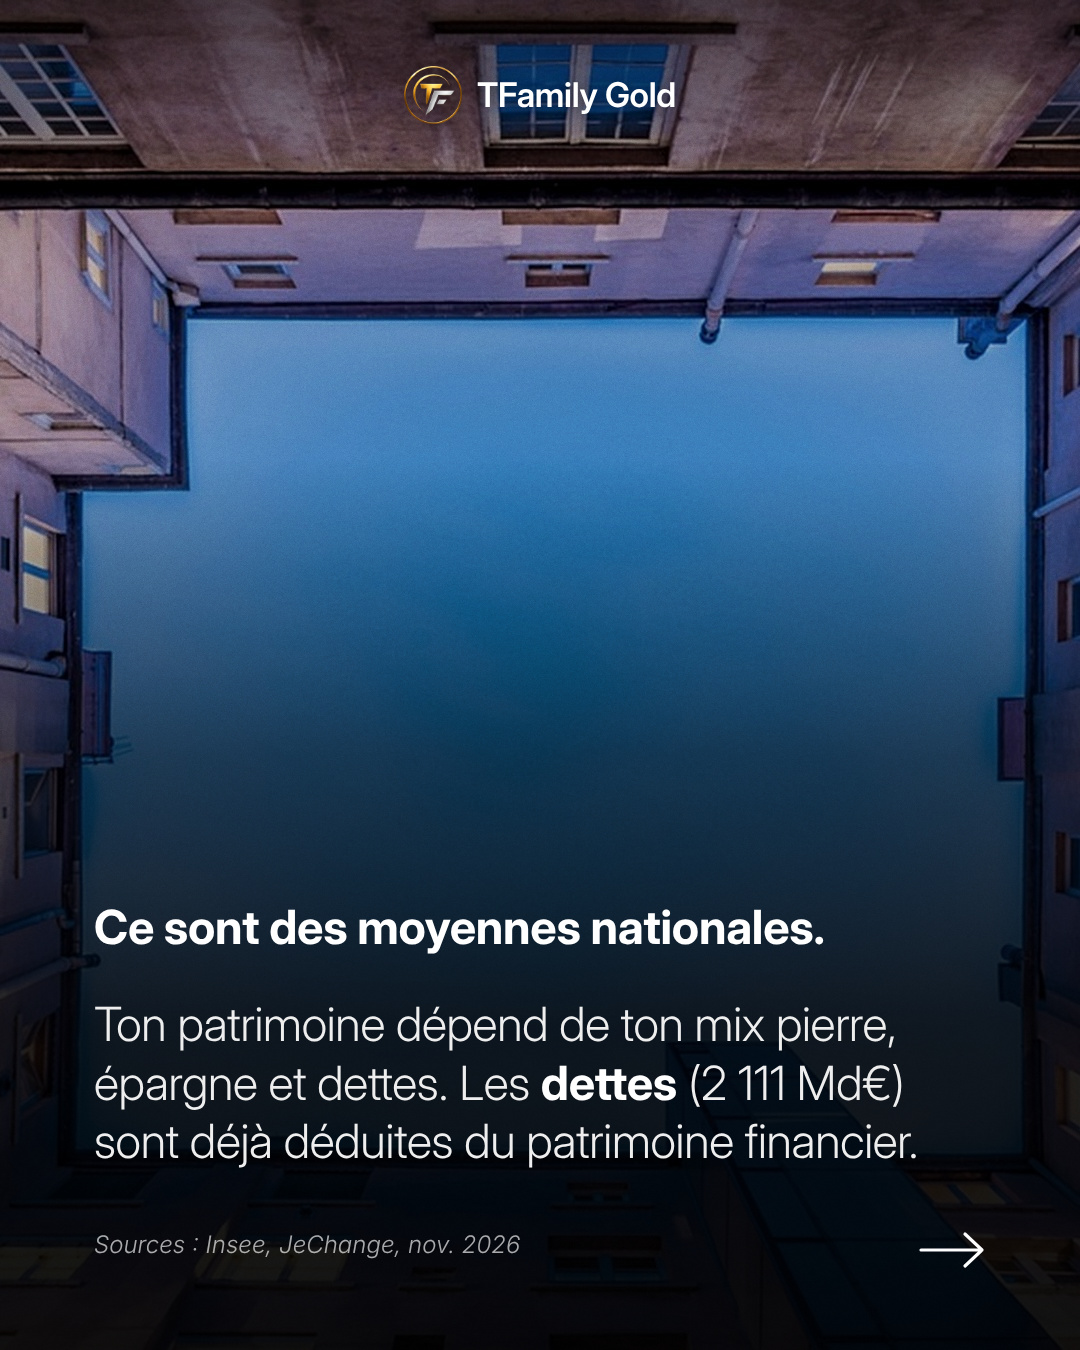 TFamily Gold
Ce sont des moyennes nationales.
Ton patrimoine dépend de ton mix pierre,
épargne et dettes. Les dettes (2 111 Md€)
sont déjà déduites du patrimoine financier.
Sources : Insee, JeChange, nov. 2026